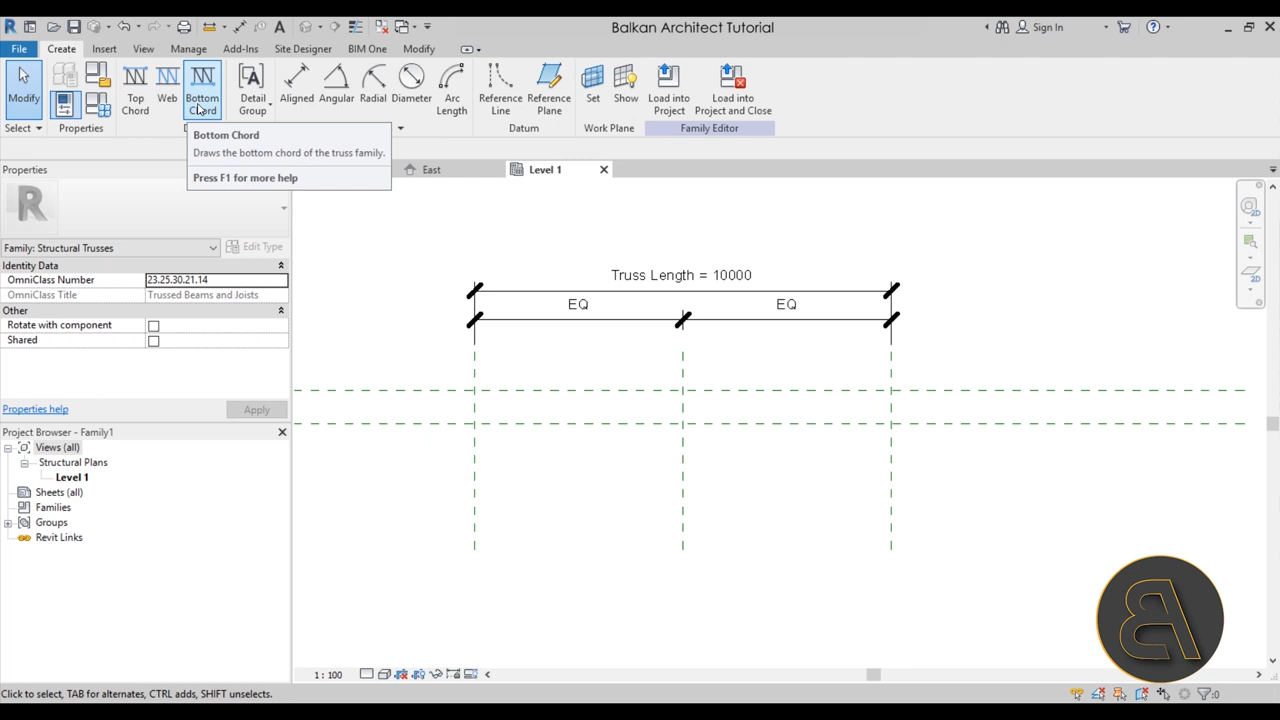 Balkan Architect Tutorial
Sign In
File
Create
Insert
View
Manage
Add-Ins
Site Designer
BIM One
Modify
Modify
Top Chord
Web
Bottom Chord
Detail Group
Aligned
Angular
Radial
Diameter
Arc Length
Reference Line
Reference Plane
Set
Show
Load into Project
Load into Project and Close
Select
Properties
D
Datum
Work Plane
Family Editor
Bottom Chord
Draws the bottom chord of the truss family.
Press F1 for more help
Properties
East
Level 1
R
Family: Structural Trusses
Edit Type
Identity Data
OmniClass Number 23.25.30.21.14
OmniClass Title Trussed Beams and Joists
Other
Rotate with component
Shared
Properties help
Apply
Project Browser - Family1
Views (all)
Structural Plans
Level 1
Sheets (all)
Families
Groups
Revit Links
Truss Length = 10000
EQ EQ
2D
1 : 100
Click to select, TAB for alternates, CTRL adds, SHIFT unselects.
:0